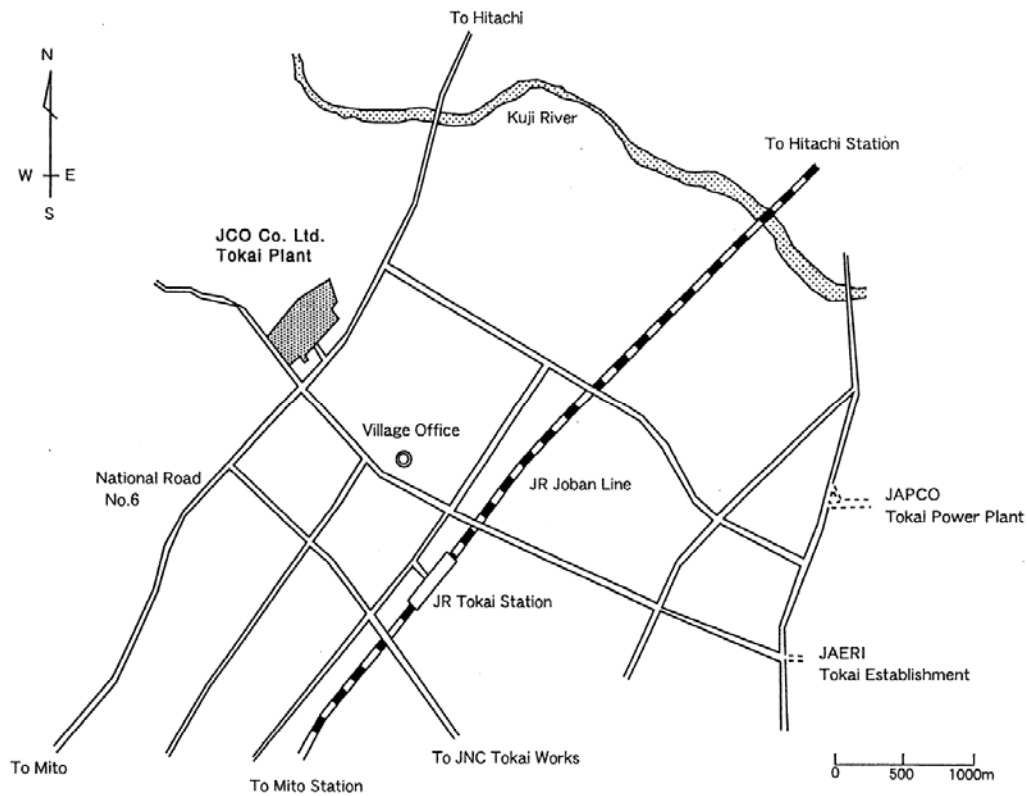 To Hitachi
N
W E
S
Kuji River
To Hitachi Station
JCO Co. Ltd.
Tokai Plant
Village Office
National Road
No.6
JR Joban Line
JAPCO
Tokai Power Plant
JR Tokai Station
JAERI
Tokai Establishment
To Mito
To Mito Station
To JNC Tokai Works
0 500 1000m